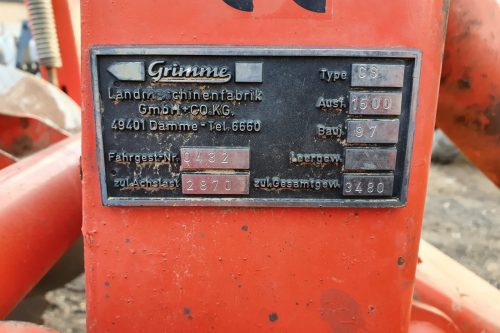 Grimme
Landmaschinenfabrik
GmbH+CO.KG.
49401 Damme-Tel.6660
Type CS
Ausf. 1500
Bauj. 97
Fahrgest-Nr. 0432 Leergew.
zul.Achslast 2870 zul.Gesamtgew. 3480